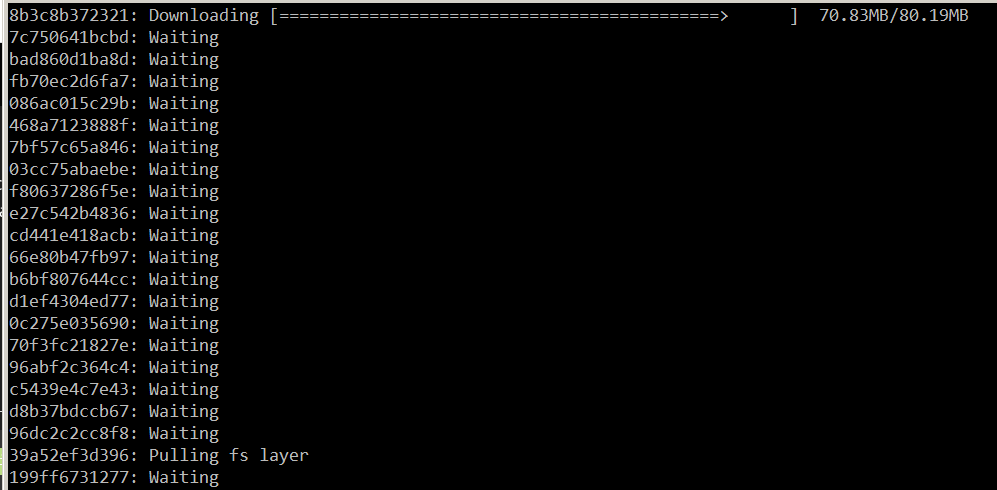 8b3c8b372321: Downloading [============================================>      ]  70.83MB/80.19MB
7c750641bcbd: Waiting
bad860d1ba8d: Waiting
fb70ec2d6fa7: Waiting
086ac015c29b: Waiting
468a7123888f: Waiting
7bf57c65a846: Waiting
03cc75abaebe: Waiting
f80637286f5e: Waiting
e27c542b4836: Waiting
cd441e418acb: Waiting
66e80b47fb97: Waiting
b6bf807644cc: Waiting
d1ef4304ed77: Waiting
0c275e035690: Waiting
70f3fc21827e: Waiting
96abf2c364c4: Waiting
c5439e4c7e43: Waiting
d8b37bdccb67: Waiting
96dc2c2cc8f8: Waiting
39a52ef3d396: Pulling fs layer
199ff6731277: Waiting